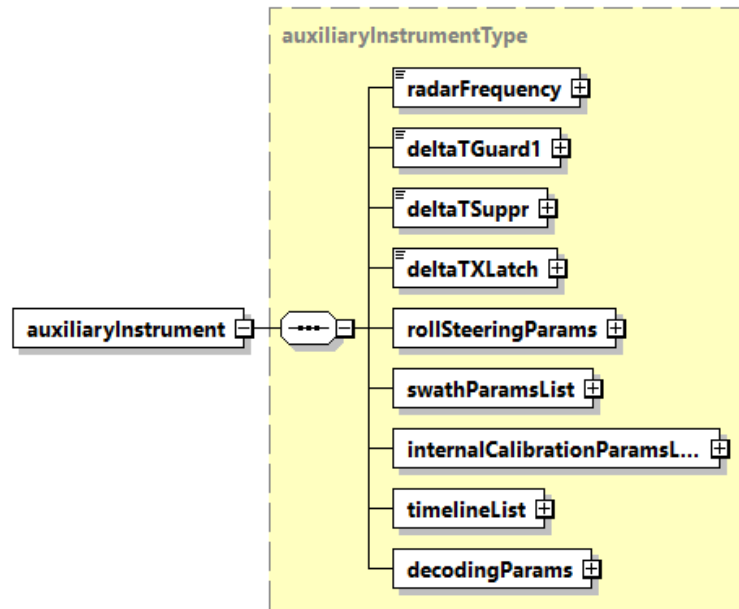 auxiliaryInstrumentType
radarFrequency
deltaTGuard1
deltaTSuppr
deltaTXLatch
auxiliaryInstrument
rollSteeringParams
swathParamsList
internalCalibrationParamsL...
timelineList
decodingParams